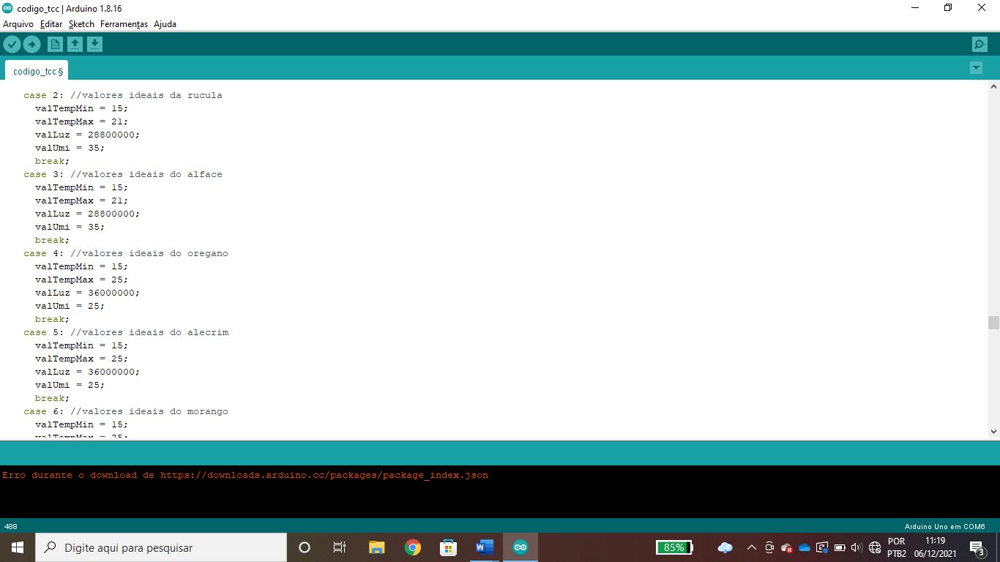 codigo_tcc | Arduino 1.8.16
Arquivo Editar Sketch Ferramentas Ajuda
codigo_tcc §
case 2: //valores ideais da rucula
valTempMin = 15;
valTempMax = 21;
valLuz = 28800000;
valUmi = 35;
break;
case 3: //valores ideais do alface
valTempMin = 15;
valTempMax = 21;
valLuz = 28800000;
valUmi = 35;
break;
case 4: //valores ideais do oregano
valTempMin = 15;
valTempMax = 25;
valLuz = 36000000;
valUmi = 25;
break;
case 5: //valores ideais do alecrim
valTempMin = 15;
valTempMax = 25;
valLuz = 36000000;
valUmi = 25;
break;
case 6: //valores ideais do morango
valTempMin = 15;
valTempMax = 25;
Erro durante o download de https://downloads.arduino.cc/packages/package_index.json
488
Arduino Uno em COM6
Digite aqui para pesquisar
W
85%
POR
PTB2
11:19
06/12/2021
3